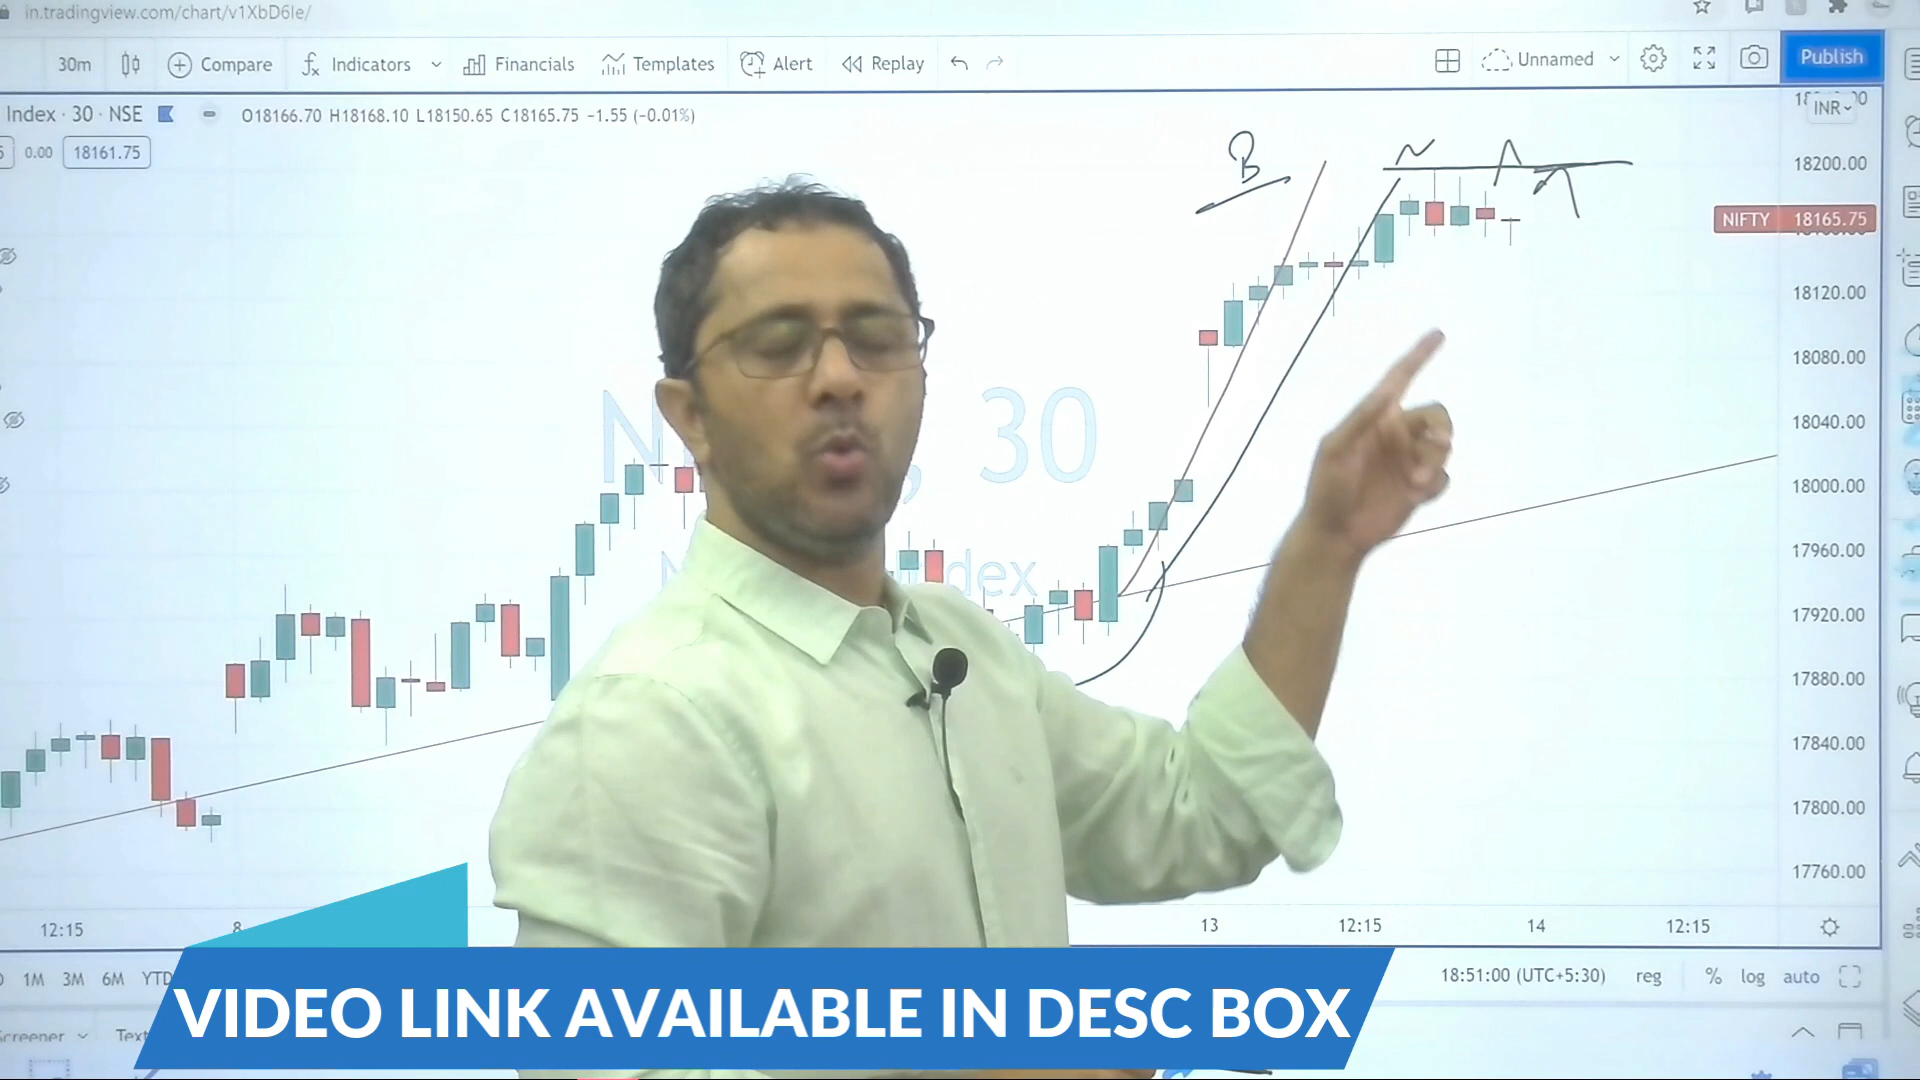 in.tradingview.com/chart/v1XbD6Ie/
30m Compare Indicators Financials Templates Alert Replay Unnamed Publish
Index · 30 · NSE O18166.70 H18168.10 L18150.65 C18165.75 −1.55 (−0.01%)
INR
0.00 18161.75
B
18200.00
NIFTY 18165.75
18120.00
18080.00
30
18040.00
18000.00
17960.00
17920.00
17880.00
17840.00
17800.00
17760.00
12:15 8 13 12:15 14 12:15
1M 3M 6M YTD 18:51:00 (UTC+5:30) reg % log auto
VIDEO LINK AVAILABLE IN DESC BOX